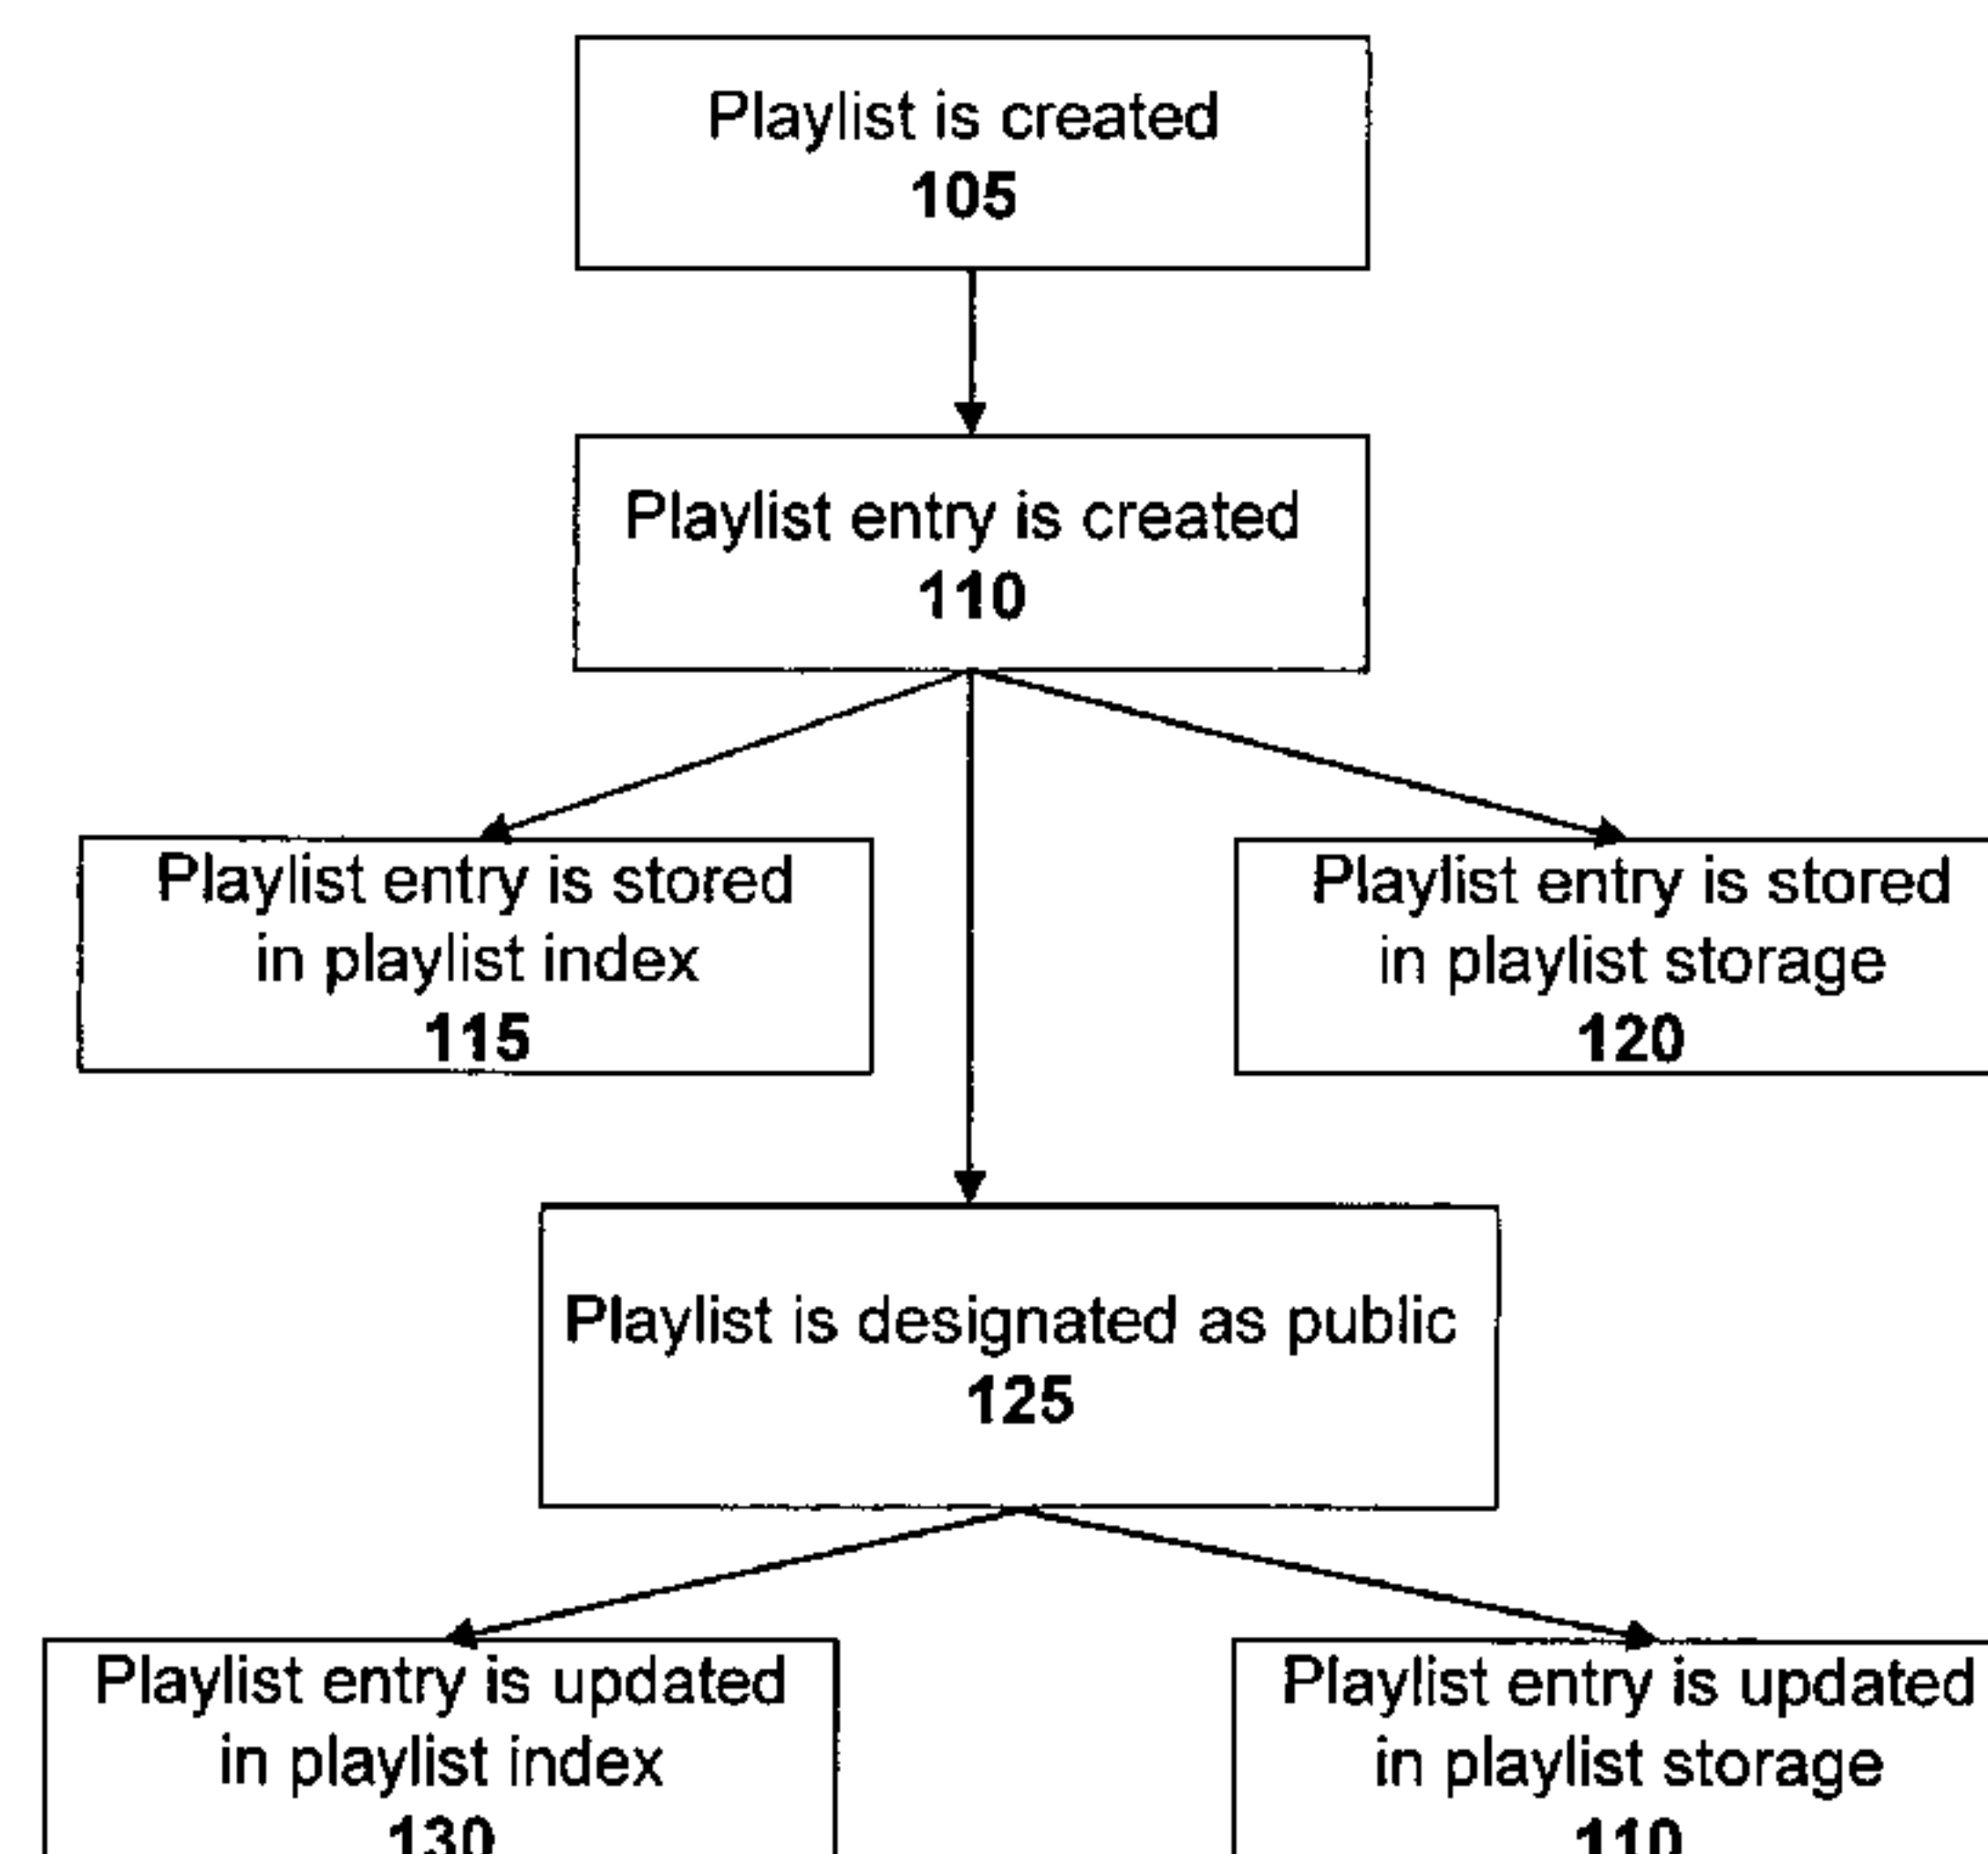 Playlist is created
105
Playlist entry is created
110
Playlist entry is stored
in playlist index
115
Playlist entry is stored
in playlist storage
120
Playlist is designated as public
125
Playlist entry is updated
in playlist index
130
Playlist entry is updated
in playlist storage
110